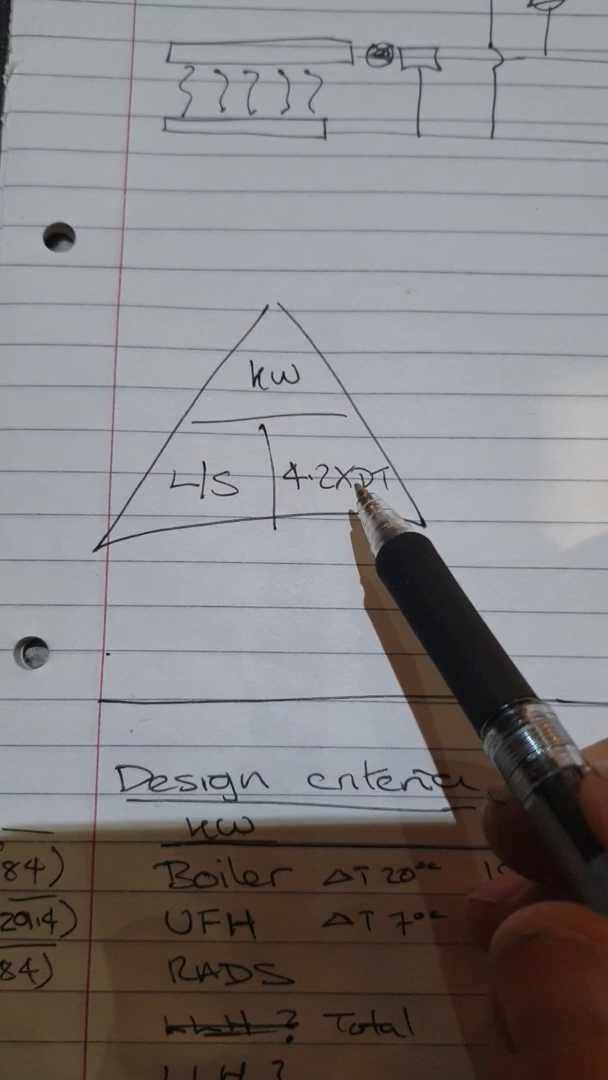 kW
L/S 4.2XDT
Design criteria
kW
84) Boiler ΔT 20°C
29.4) UFH ΔT 7°C
84) RADS
Total